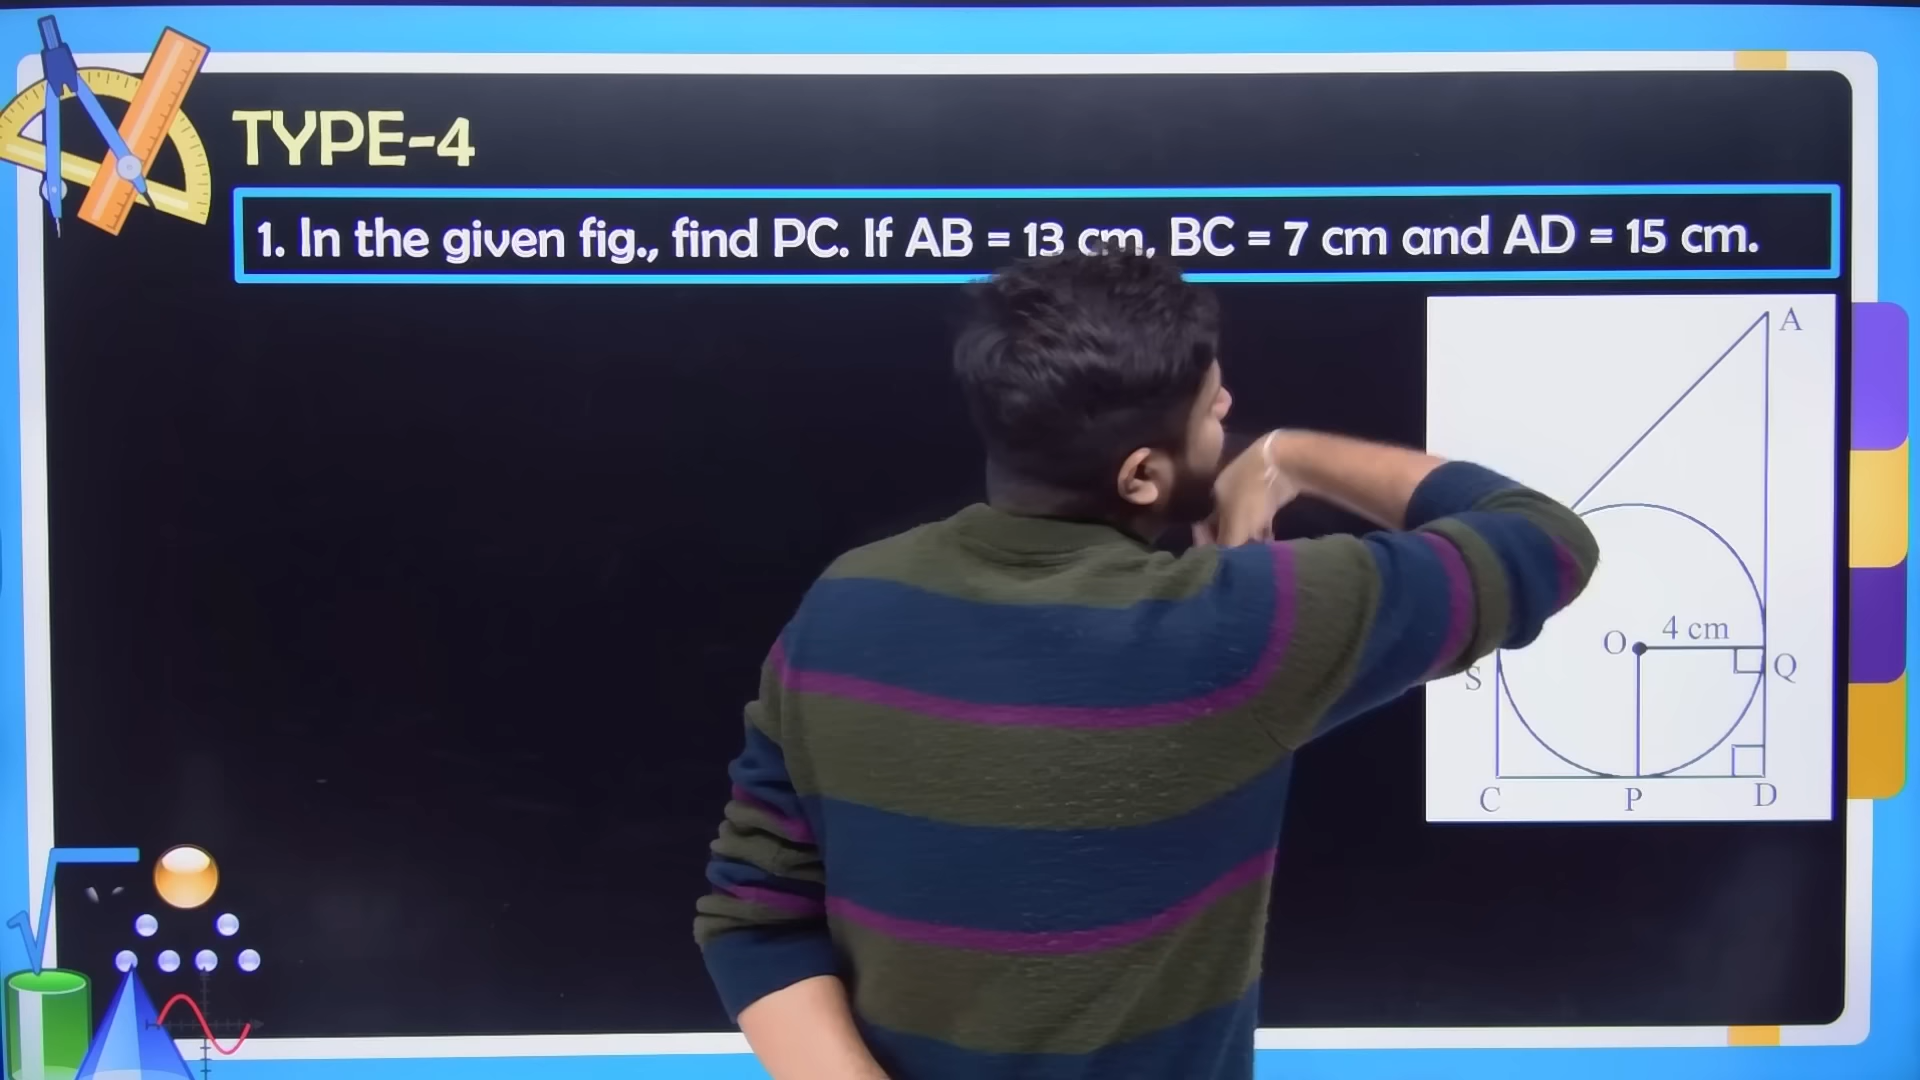 TYPE-4
1. In the given fig., find PC. If AB = 13 cm, BC = 7 cm and AD = 15 cm.
A
4 cm
O
S
Q
C
P
D